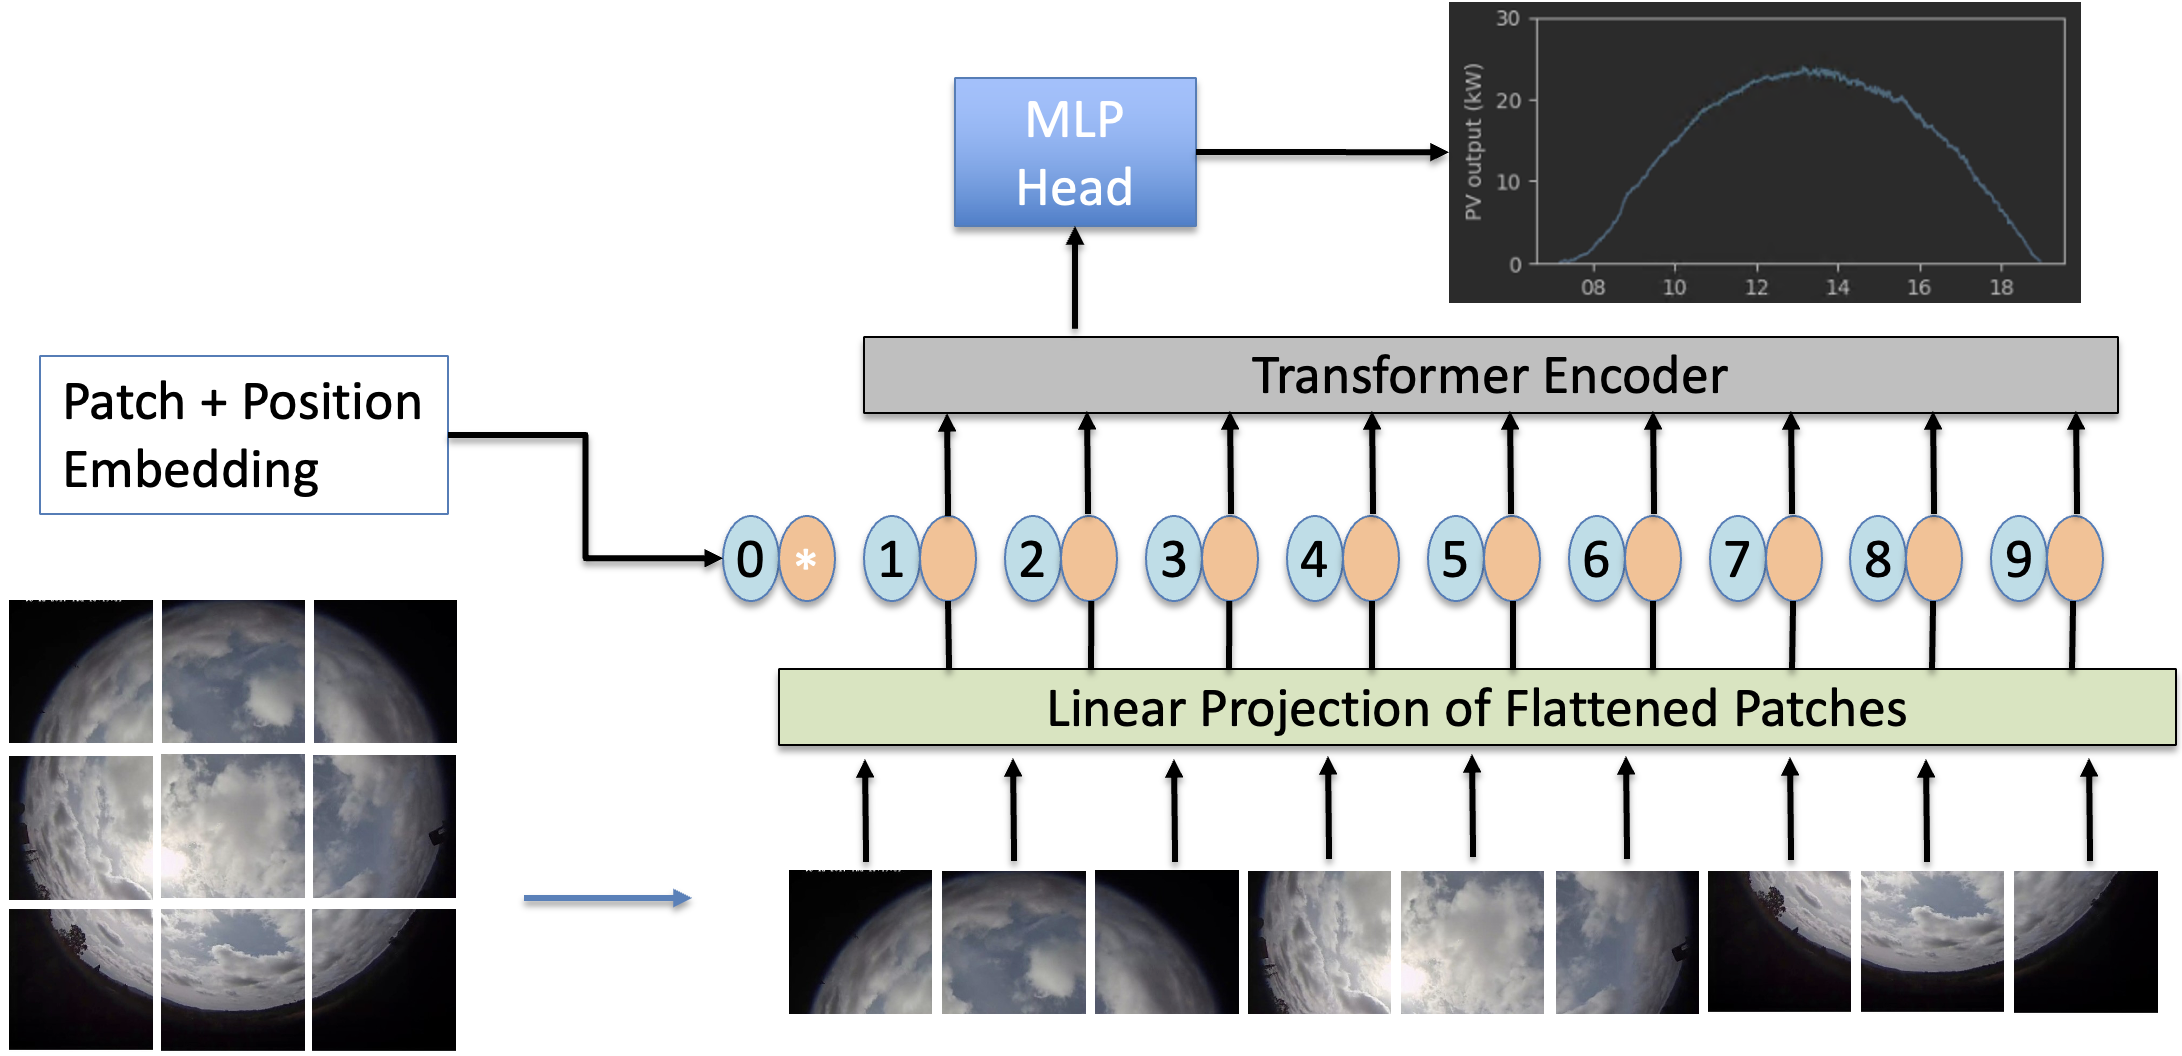 MLP
Head
30
20
10
0
PV output (kW)
08 10 12 14 16 18
Transformer Encoder
Patch + Position
Embedding
0 * 1 2 3 4 5 6 7 8 9
Linear Projection of Flattened Patches